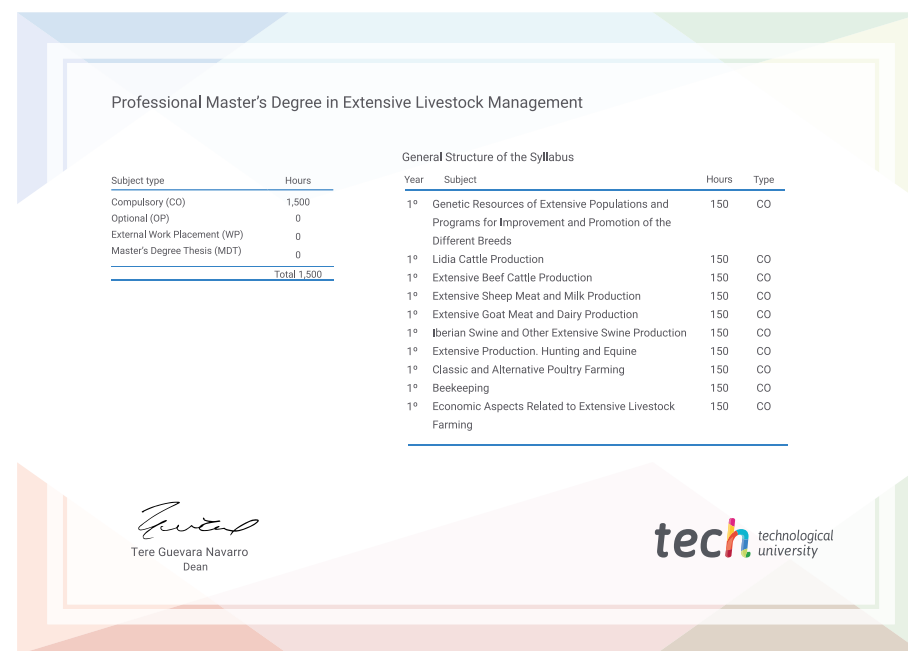 Professional Master’s Degree in Extensive Livestock Management
Subject type Hours
Compulsory (CO) 1,500
Optional (OP) 0
External Work Placement (WP) 0
Master’s Degree Thesis (MDT) 0
Total 1,500
General Structure of the Syllabus
Year Subject Hours Type
1º Genetic Resources of Extensive Populations and 150 CO
Programs for Improvement and Promotion of the
Different Breeds
1º Lidia Cattle Production 150 CO
1º Extensive Beef Cattle Production 150 CO
1º Extensive Sheep Meat and Milk Production 150 CO
1º Extensive Goat Meat and Dairy Production 150 CO
1º Iberian Swine and Other Extensive Swine Production 150 CO
1º Extensive Production. Hunting and Equine 150 CO
1º Classic and Alternative Poultry Farming 150 CO
1º Beekeeping 150 CO
1º Economic Aspects Related to Extensive Livestock 150 CO
Farming
Tere Guevara Navarro
Dean
tech technological
university